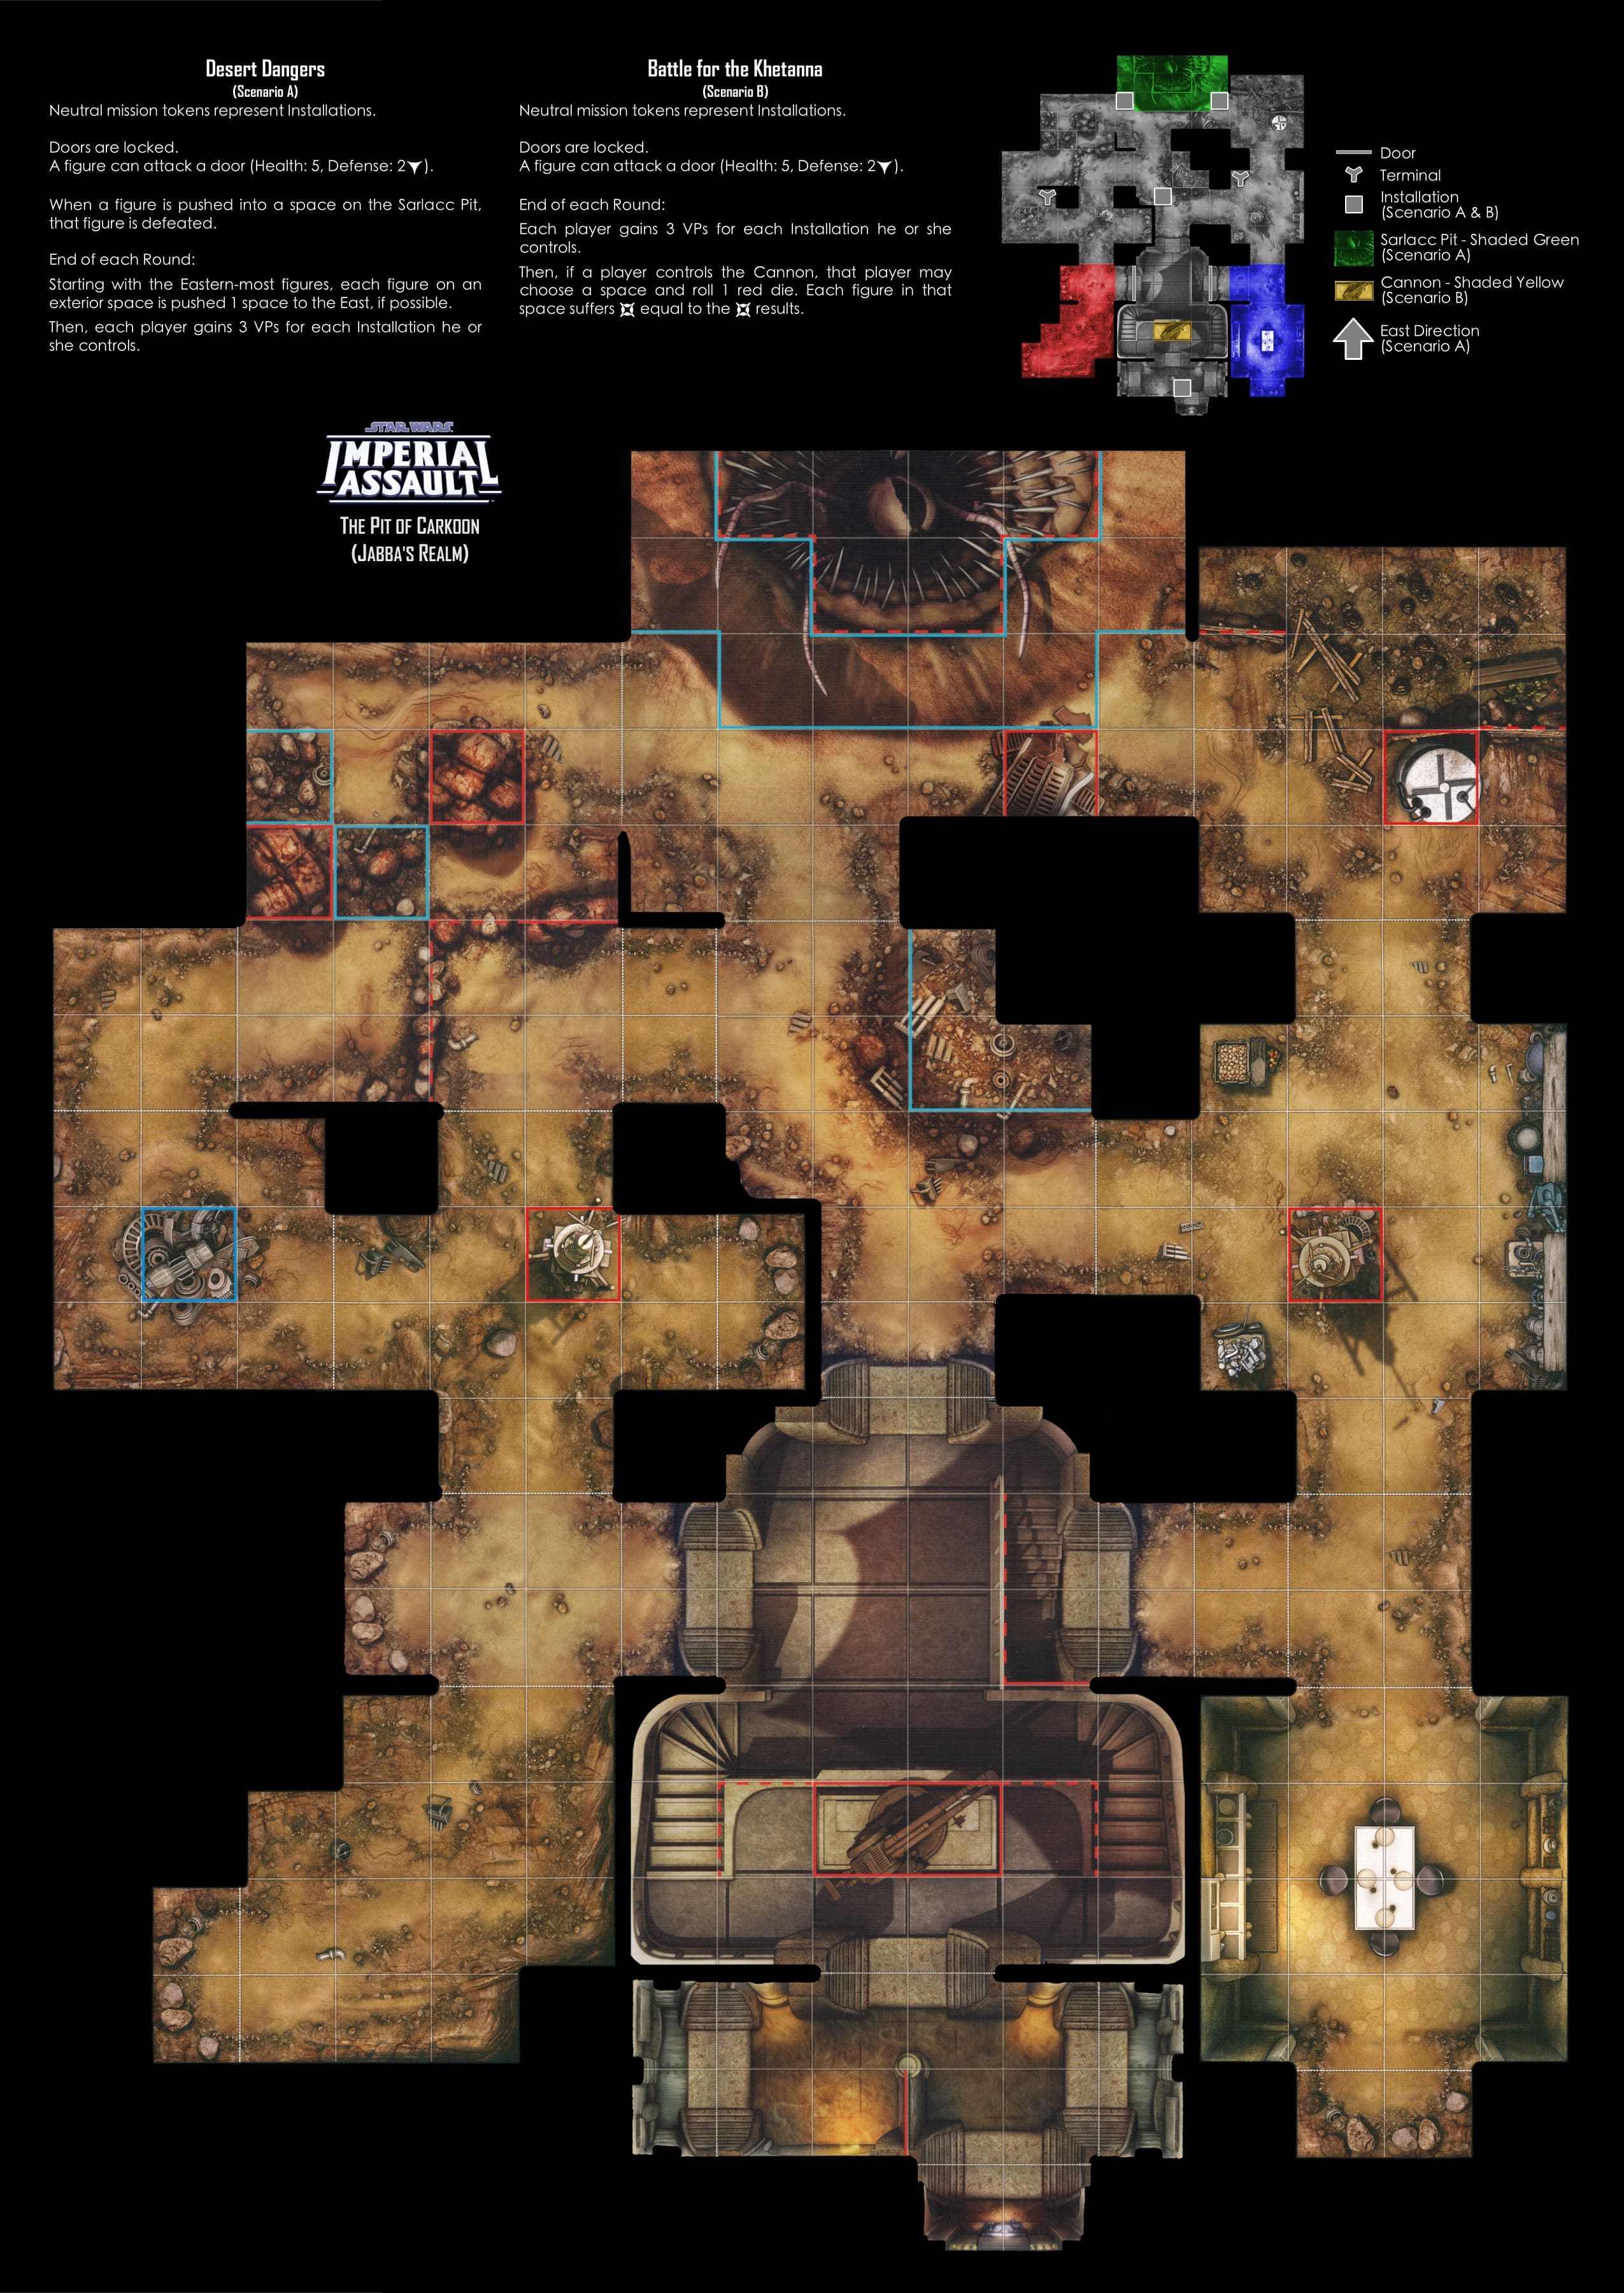 Desert Dangers
(Scenario A)
Neutral mission tokens represent Installations.
Doors are locked.
A figure can attack a door (Health: 5, Defense: 2).
When a figure is pushed into a space on the Sarlacc Pit,
that figure is defeated.
End of each Round:
Starting with the Eastern-most figures, each figure on an
exterior space is pushed 1 space to the East, if possible.
Then, each player gains 3 VPs for each Installation he or
she controls.
Battle for the Khetanna
(Scenario B)
Neutral mission tokens represent Installations.
Doors are locked.
A figure can attack a door (Health: 5, Defense: 2).
End of each Round:
Each player gains 3 VPs for each Installation he or she
controls.
Then, if a player controls the Cannon, that player may
choose a space and roll 1 red die. Each figure in that
space suffers equal to the results.
Door
Terminal
Installation
(Scenario A & B)
Sarlacc Pit - Shaded Green
(Scenario A)
Cannon - Shaded Yellow
(Scenario B)
East Direction
(Scenario A)
STAR WARS
IMPERIAL
ASSAULT
THE PIT OF CARKOON
(JABBA'S REALM)